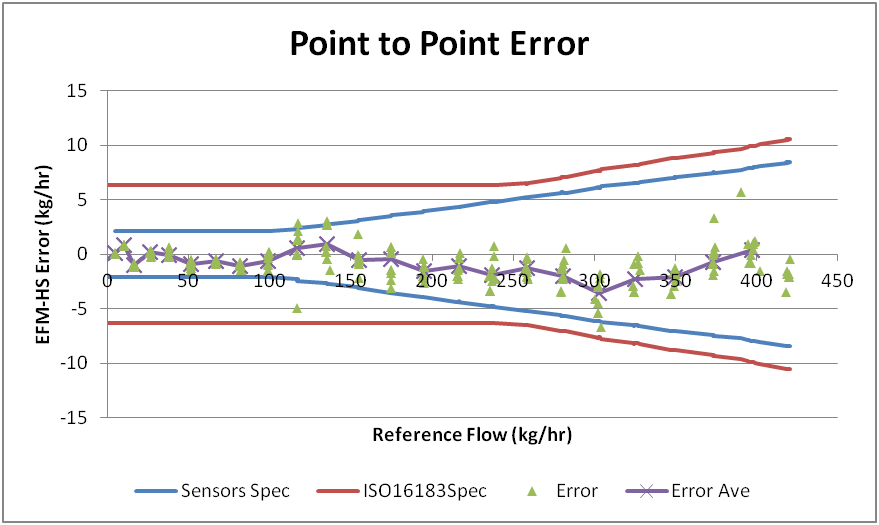 Point to Point Error
15
10
5
0
-5
-10
-15
EFM-HS Error (kg/hr)
0 50 100 150 200 250 300 350 400 450
Reference Flow (kg/hr)
Sensors Spec ISO16183Spec Error Error Ave